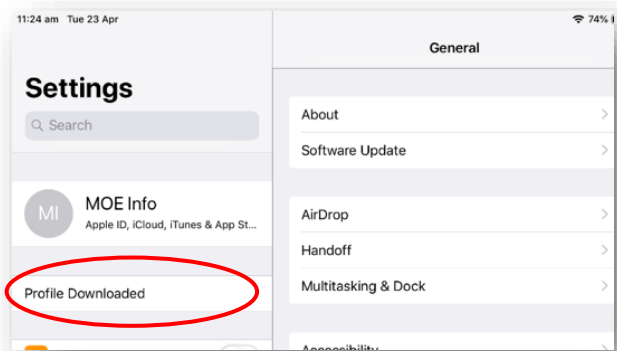 11:24 am Tue 23 Apr
74%
General
Settings
Search
About
Software Update
MI
MOE Info
Apple ID, iCloud, iTunes & App St...
AirDrop
Handoff
Profile Downloaded
Multitasking & Dock
Accessibility